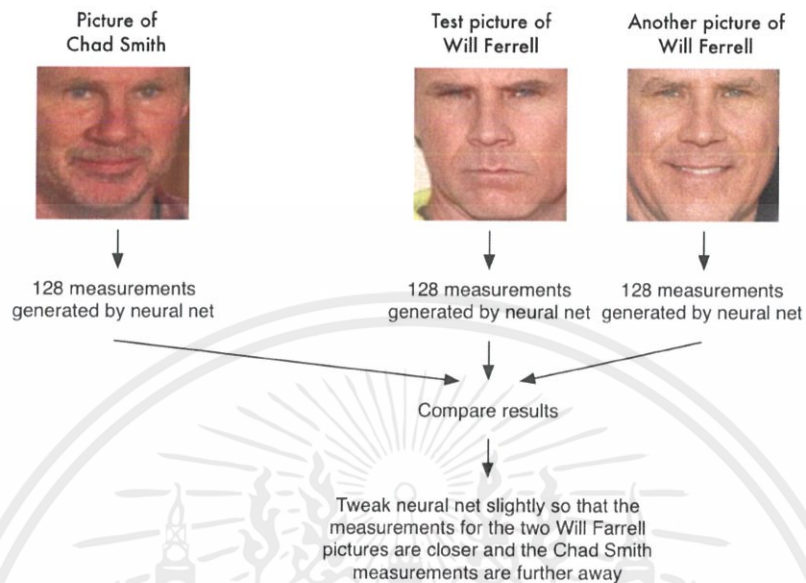 Picture of
Chad Smith
Test picture of
Will Ferrell
Another picture of
Will Ferrell
128 measurements
generated by neural net
128 measurements
generated by neural net
128 measurements
generated by neural net
Compare results
Tweak neural net slightly so that the
measurements for the two Will Farrell
pictures are closer and the Chad Smith
measurements are further away